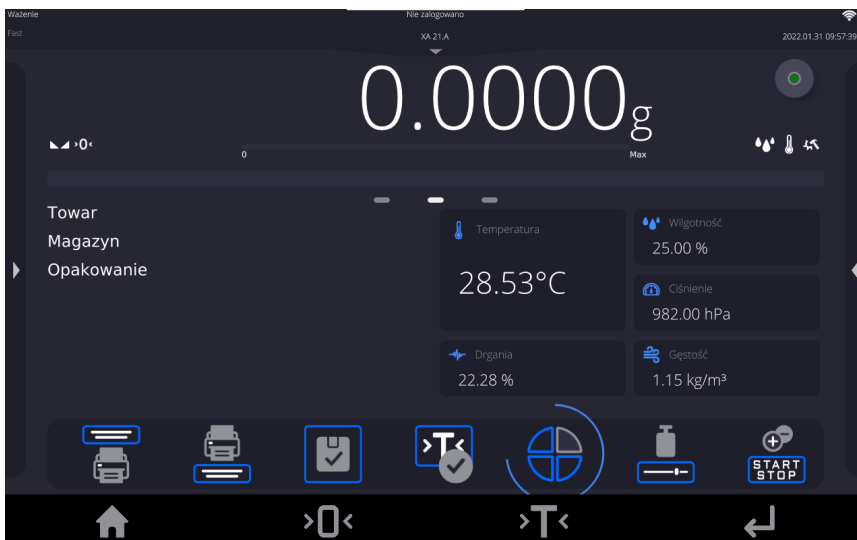 Ważenie
Nie zalogowano
Fast
XA 21.A
2022.01.31 09:57:39
0.0000g
›0‹
0
Max
Towar
Magazyn
Opakowanie
Temperatura
28.53°C
Wilgotność
25.00 %
Ciśnienie
982.00 hPa
Drgania
22.28 %
Gęstość
1.15 kg/m³
›T‹
START
STOP
›0‹
›T‹